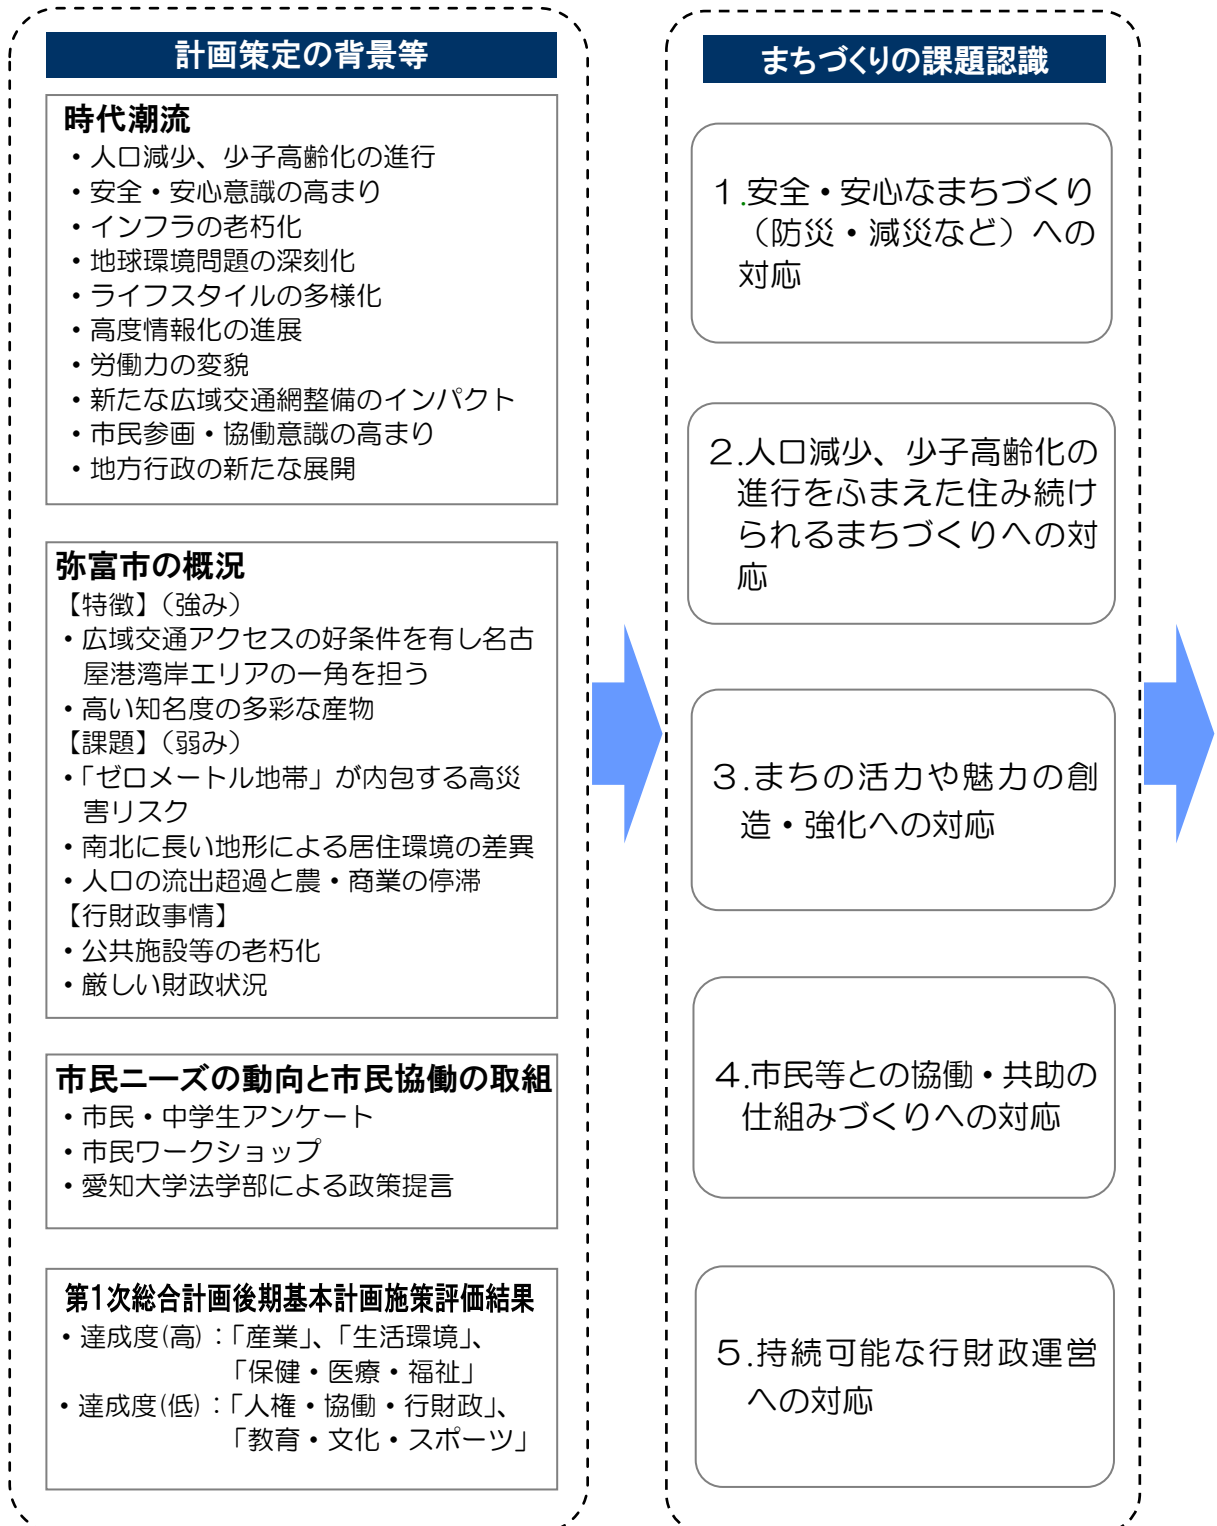 計画策定の背景等
時代潮流
・人口減少、少子高齢化の進行
・安全・安心意識の高まり
・インフラの老朽化
・地球環境問題の深刻化
・ライフスタイルの多様化
・高度情報化の進展
・労働力の変貌
・新たな広域交通網整備のインパクト
・市民参画・協働意識の高まり
・地方行政の新たな展開
弥富市の概況
【特徴】（強み）
・広域交通アクセスの好条件を有し名古
屋港湾岸エリアの一角を担う
・高い知名度の多彩な産物
【課題】（弱み）
・「ゼロメートル地帯」が内包する高災
害リスク
・南北に長い地形による居住環境の差異
・人口の流出超過と農・商業の停滞
【行財政事情】
・公共施設等の老朽化
・厳しい財政状況
市民ニーズの動向と市民協働の取組
・市民・中学生アンケート
・市民ワークショップ
・愛知大学法学部による政策提言
第1次総合計画後期基本計画施策評価結果
・達成度(高)：「産業」、「生活環境」、
「保健・医療・福祉」
・達成度(低)：「人権・協働・行財政」、
「教育・文化・スポーツ」
まちづくりの課題認識
１.安全・安心なまちづくり
（防災・減災など）への
対応
２.人口減少、少子高齢化の
進行をふまえた住み続け
られるまちづくりへの対
応
３.まちの活力や魅力の創
造・強化への対応
４.市民等との協働・共助の
仕組みづくりへの対応
５.持続可能な行財政運営
への対応